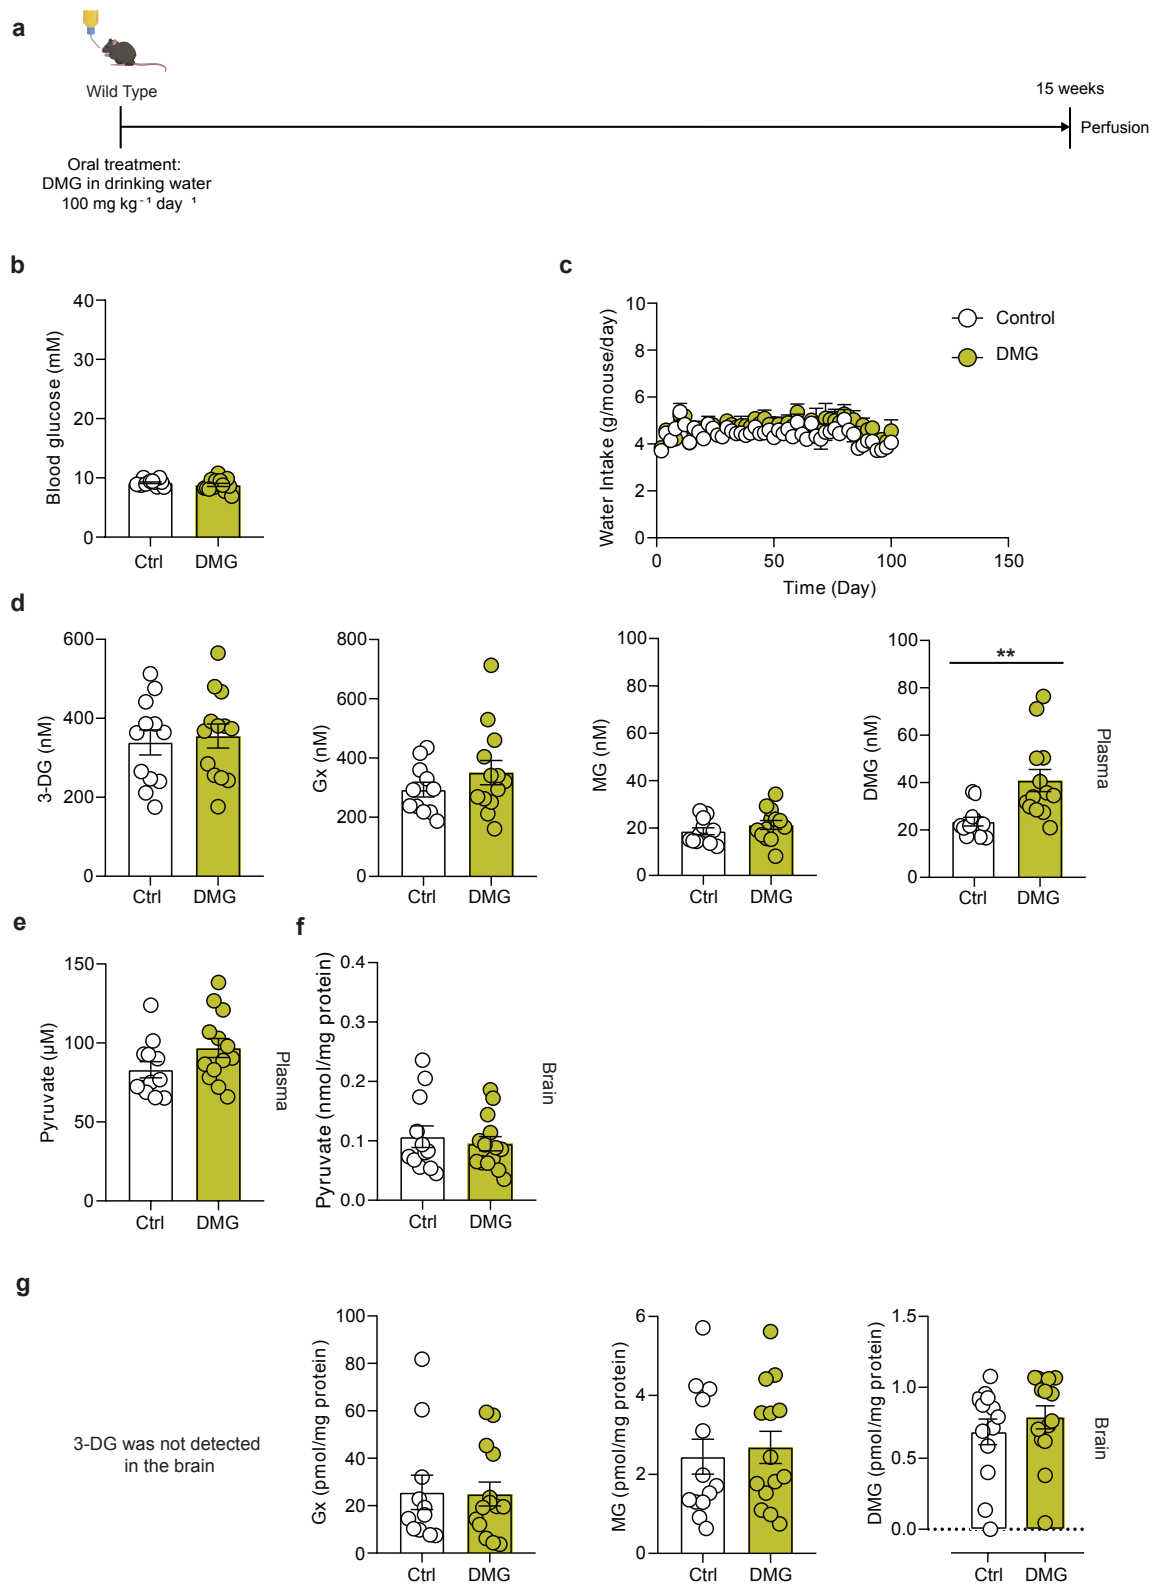 a
Wild Type
15 weeks
Perfusion
Oral treatment:
DMG in drinking water
100 mg kg⁻¹ day ¹
b
Blood glucose (mM)
40
30
20
10
0
Ctrl
DMG
c
Water Intake (g/mouse/day)
10
8
6
4
2
0
0
50
100
150
Time (Day)
Control
DMG
d
3-DG (nM)
600
400
200
0
Ctrl
DMG
Gx (nM)
800
600
400
200
0
Ctrl
DMG
MG (nM)
100
80
60
40
20
0
Ctrl
DMG
DMG (nM)
100
80
60
40
20
0
**
Ctrl
DMG
Plasma
e
Pyruvate (µM)
150
100
50
0
Ctrl
DMG
Plasma
f
Pyruvate (nmol/mg protein)
0.4
0.3
0.2
0.1
0.0
Ctrl
DMG
Brain
g
3-DG was not detected
in the brain
Gx (pmol/mg protein)
100
80
60
40
20
0
Ctrl
DMG
MG (pmol/mg protein)
6
4
2
0
Ctrl
DMG
DMG (pmol/mg protein)
1.5
1.0
0.5
0.0
Ctrl
DMG
Brain